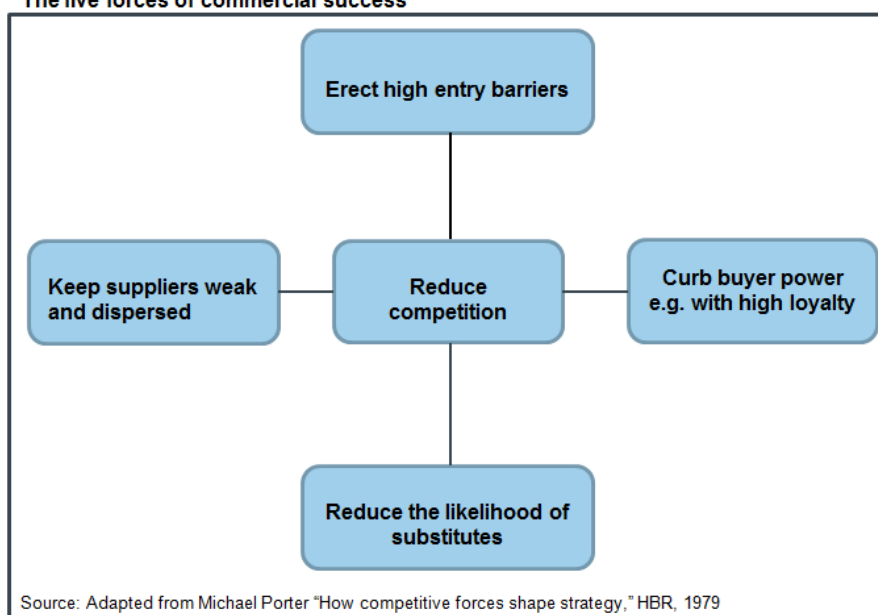 The five forces of commercial success
Erect high entry barriers
Keep suppliers weak
and dispersed
Reduce
competition
Curb buyer power
e.g. with high loyalty
Reduce the likelihood of
substitutes
Source: Adapted from Michael Porter “How competitive forces shape strategy,” HBR, 1979